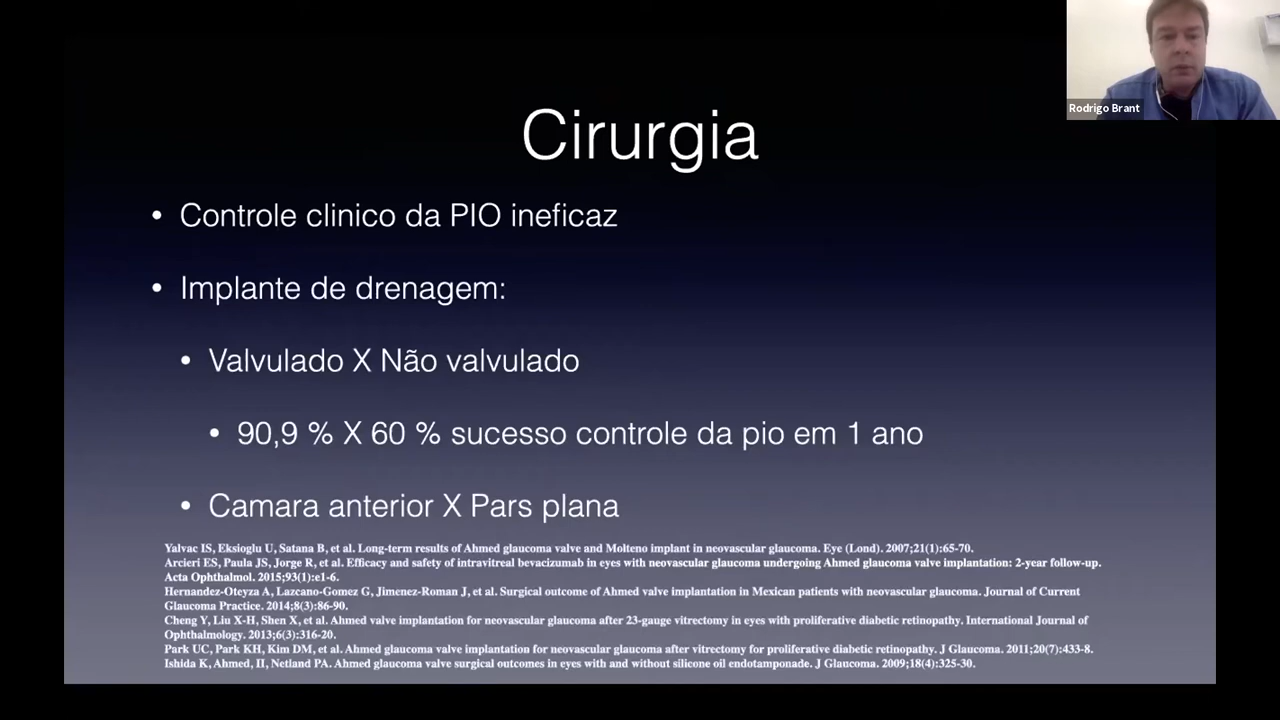 Rodrigo Brant
Cirurgia
• Controle clinico da PIO ineficaz
• Implante de drenagem:
• Valvulado X Não valvulado
• 90,9 % X 60 % sucesso controle da pio em 1 ano
• Camara anterior X Pars plana
Yalvac IS, Eksioglu U, Satana B, et al. Long-term results of Ahmed glaucoma valve and Molteno implant in neovascular glaucoma. Eye (Lond). 2007;21(1):65-70.
Arcieri ES, Paula JS, Jorge R, et al. Efficacy and safety of intravitreal bevacizumab in eyes with neovascular glaucoma undergoing Ahmed glaucoma valve implantation: 2-year follow-up.
Acta Ophthalmol. 2015;93(1):e1-6.
Hernandez-Oteyza A, Lazcano-Gomez G, Jimenez-Roman J, et al. Surgical outcome of Ahmed valve implantation in Mexican patients with neovascular glaucoma. Journal of Current
Glaucoma Practice. 2014;8(3):86-90.
Cheng Y, Liu X-H, Shen X, et al. Ahmed valve implantation for neovascular glaucoma after 23-gauge vitrectomy in eyes with proliferative diabetic retinopathy. International Journal of
Ophthalmology. 2013;6(3):316-20.
Park UC, Park KH, Kim DM, et al. Ahmed glaucoma valve implantation for neovascular glaucoma after vitrectomy for proliferative diabetic retinopathy. J Glaucoma. 2011;20(7):433-8.
Ishida K, Ahmed, II, Netland PA. Ahmed glaucoma valve surgical outcomes in eyes with and without silicone oil endotamponade. J Glaucoma. 2009;18(4):325-30.